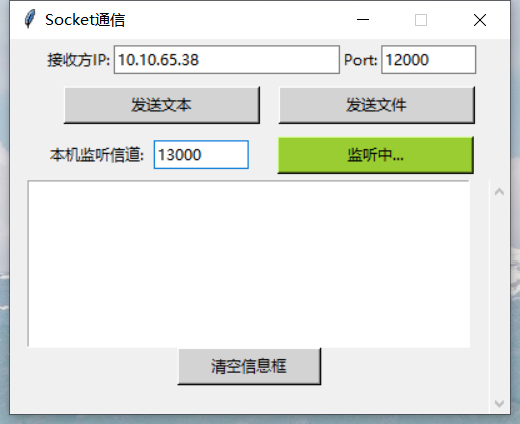 Socket通信
接收方IP: 10.10.65.38 Port: 12000
发送文本 发送文件
本机监听信道: 13000 监听中...
清空信息框